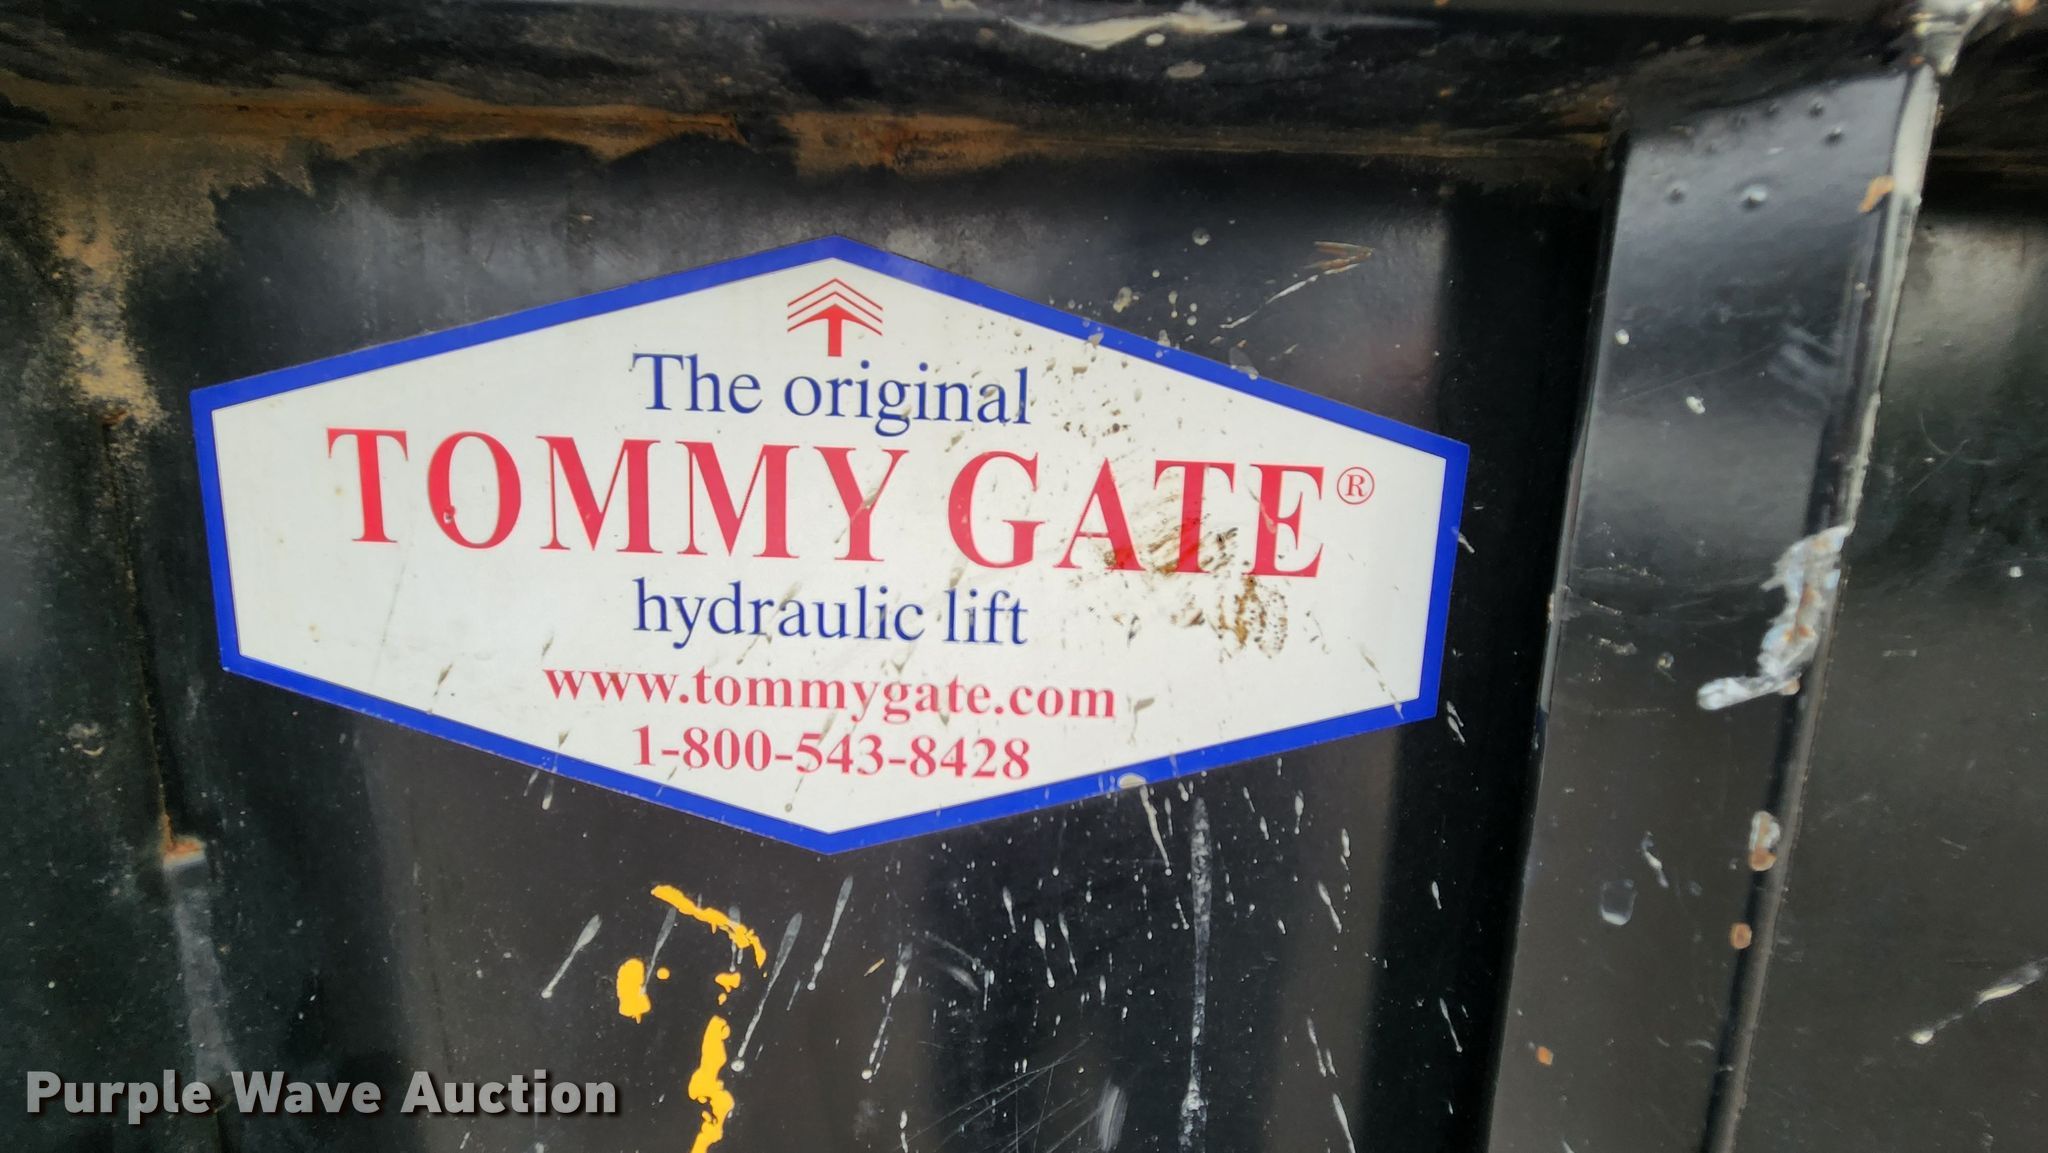 The original
TOMMY GATE®
hydraulic lift
www.tommygate.com
1-800-543-8428
Purple Wave Auction